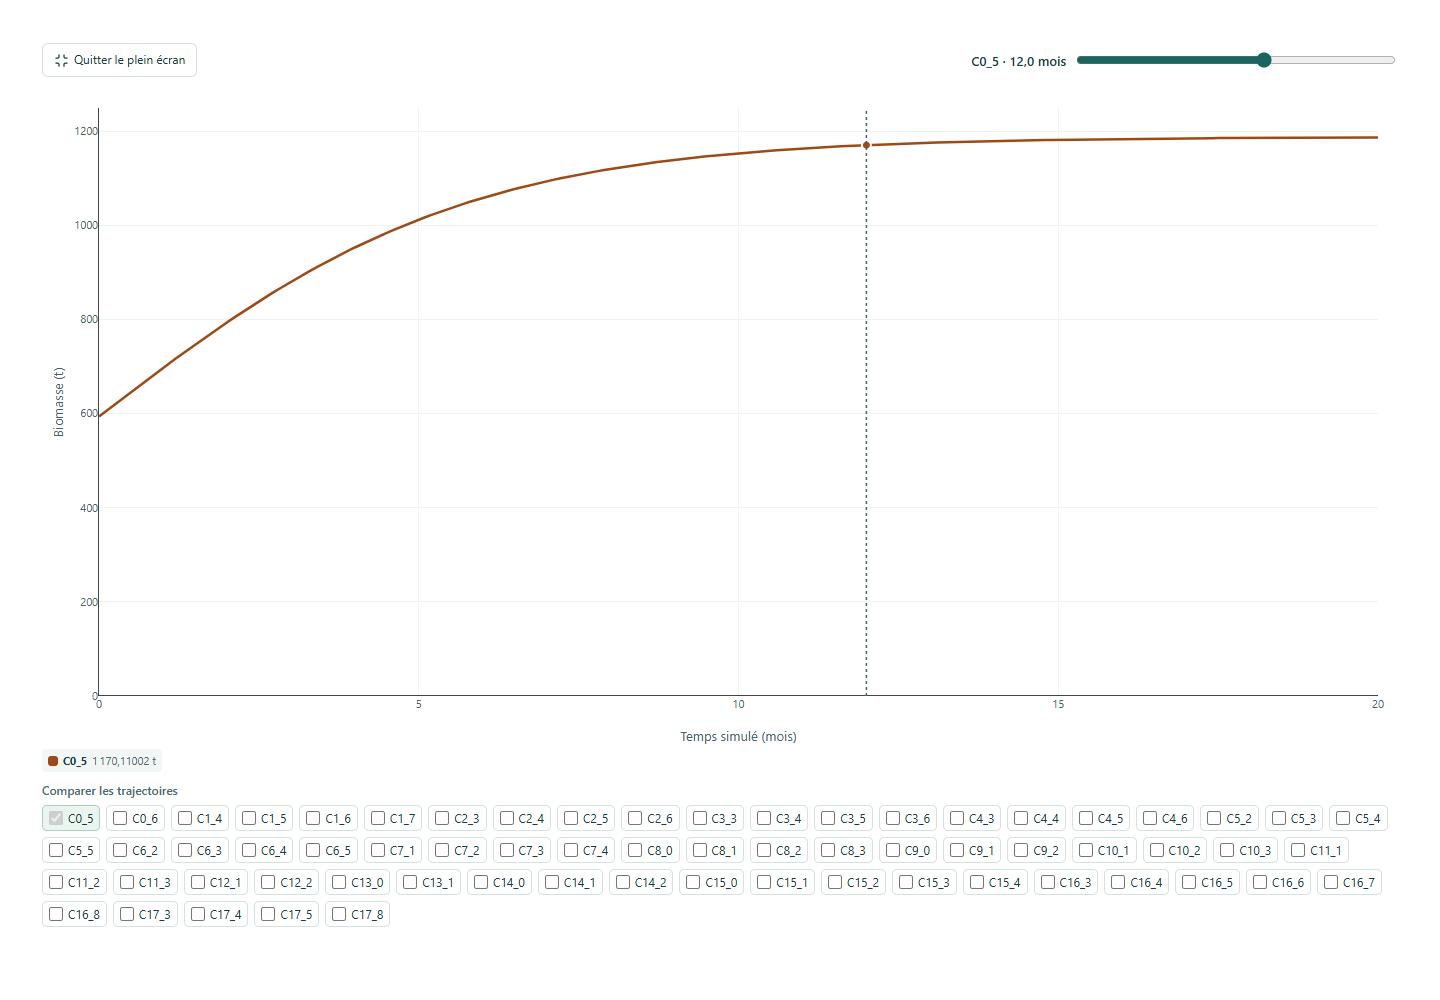 Quitter le plein écran
C0_5 · 12,0 mois
1200
1000
800
600
400
200
0
Biomasse (t)
0 5 10 15 20
Temps simulé (mois)
C0_5 1 170,11002 t
Comparer les trajectoires
C0_5 C0_6 C1_4 C1_5 C1_6 C1_7 C2_3 C2_4 C2_5 C2_6 C3_3 C3_4 C3_5 C3_6 C4_3 C4_4 C4_5 C4_6 C5_2 C5_3 C5_4
C5_5 C6_2 C6_3 C6_4 C6_5 C7_1 C7_2 C7_3 C7_4 C8_0 C8_1 C8_2 C8_3 C9_0 C9_1 C9_2 C10_1 C10_2 C10_3 C11_1
C11_2 C11_3 C12_1 C12_2 C13_0 C13_1 C14_0 C14_1 C14_2 C15_0 C15_1 C15_2 C15_3 C15_4 C16_3 C16_4 C16_5 C16_6 C16_7
C16_8 C17_3 C17_4 C17_5 C17_8